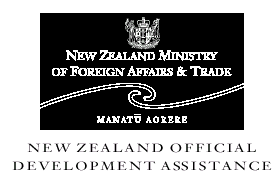 NEW ZEALAND MINISTRY
OF FOREIGN AFFAIRS & TRADE
MANATŪ AORERE
NEW ZEALAND OFFICIAL
DEVELOPMENT ASSISTANCE